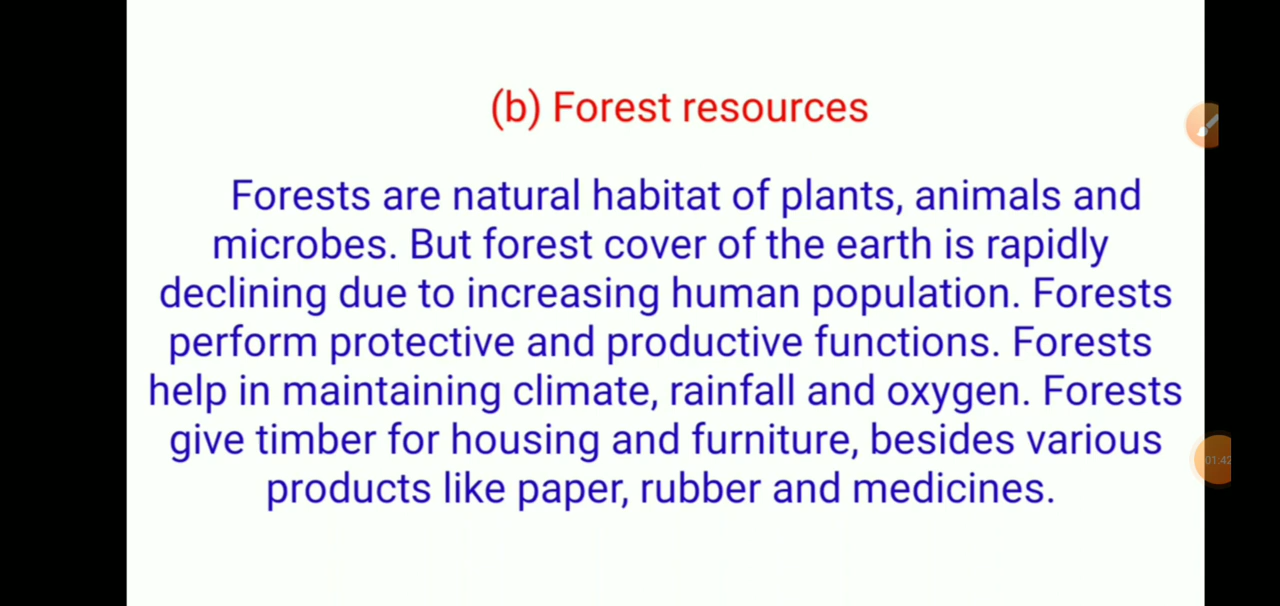 (b) Forest resources
Forests are natural habitat of plants, animals and
microbes. But forest cover of the earth is rapidly
declining due to increasing human population. Forests
perform protective and productive functions. Forests
help in maintaining climate, rainfall and oxygen. Forests
give timber for housing and furniture, besides various
products like paper, rubber and medicines.
01:42